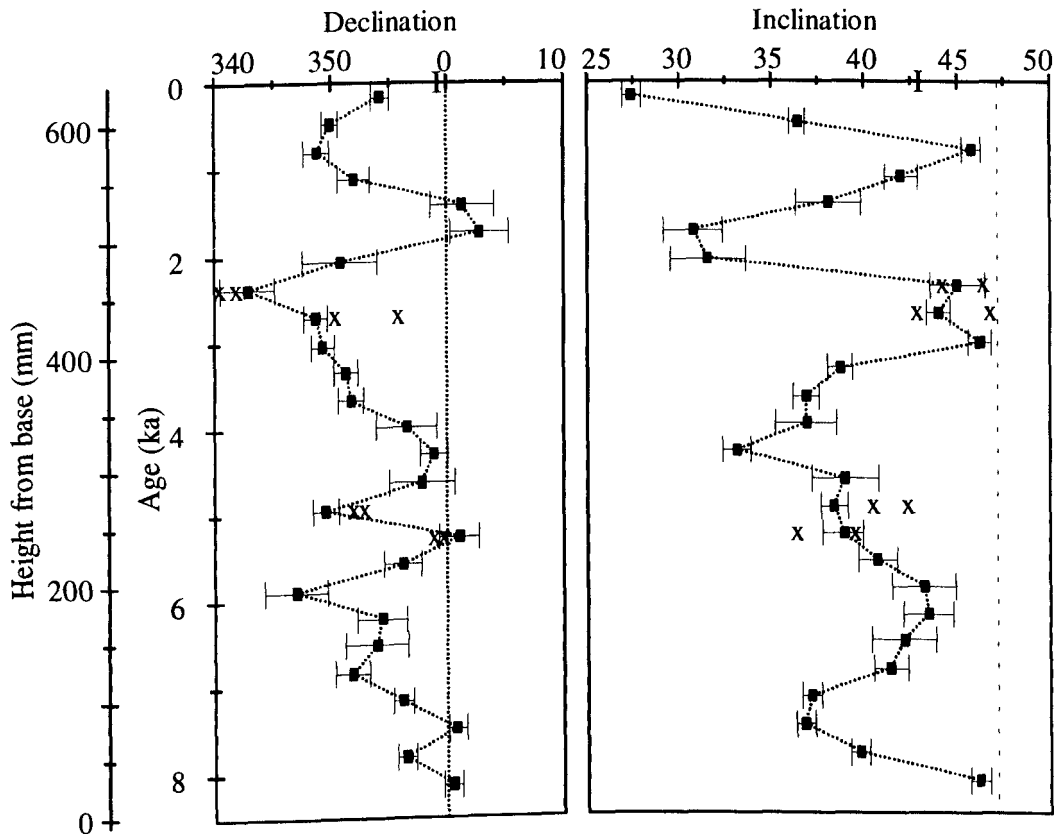 Declination
Inclination
340 350 0 10
25 30 35 40 45 50
0
2
4
6
8
Age (ka)
600
400
200
0
Height from base (mm)
I
I
x x
x x
x x
x x
x x
x x
x x
x x